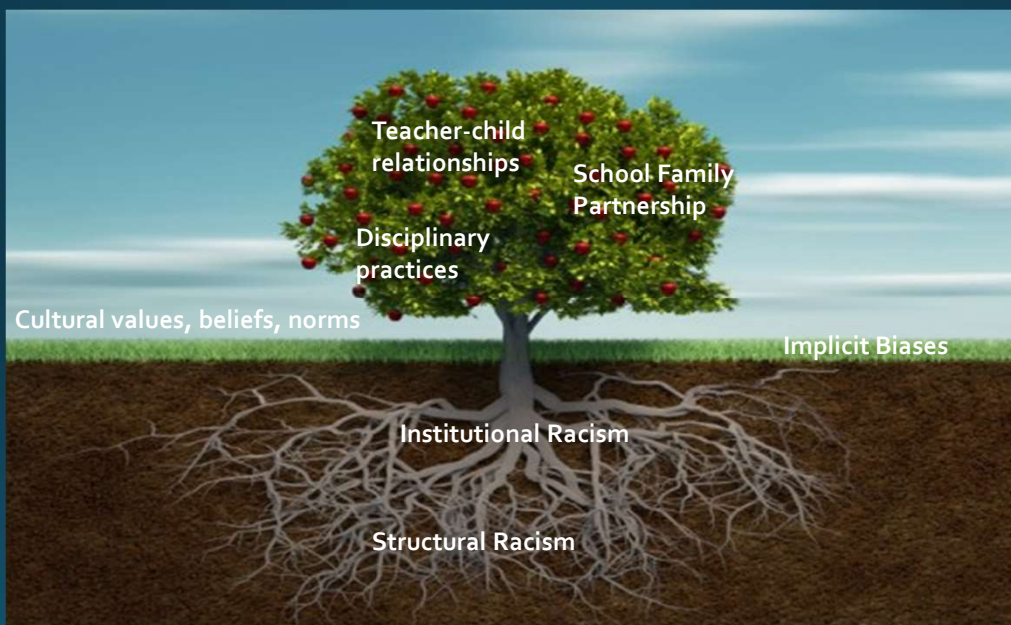 Teacher-child
relationships
School Family
Partnership
Disciplinary
practices
Cultural values, beliefs, norms
Implicit Biases
Institutional Racism
Structural Racism